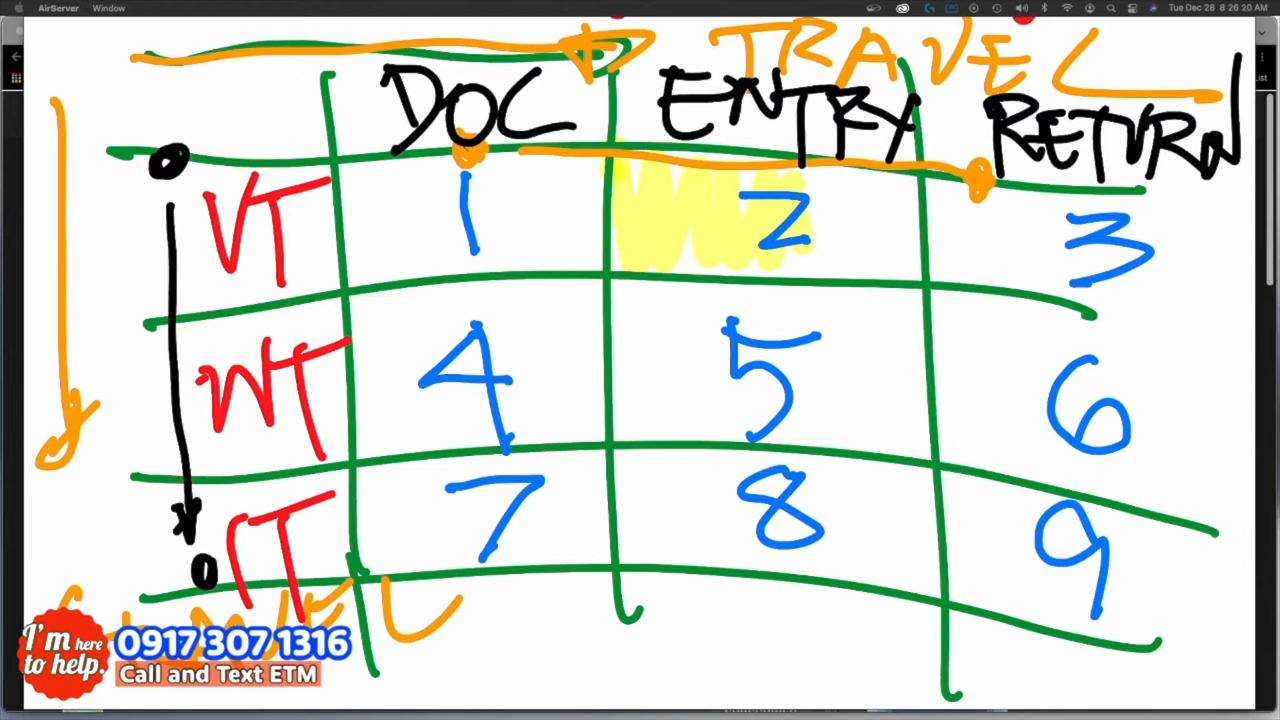 AirServer Window Tue Dec 28 8 26 20 AM
TRAVEL
DOC ENTRY RETURN
List
VT 1 2 3
WT 4 5 6
IT 7 8 9
I'm here to help.
0917 307 1316
Call and Text ETM